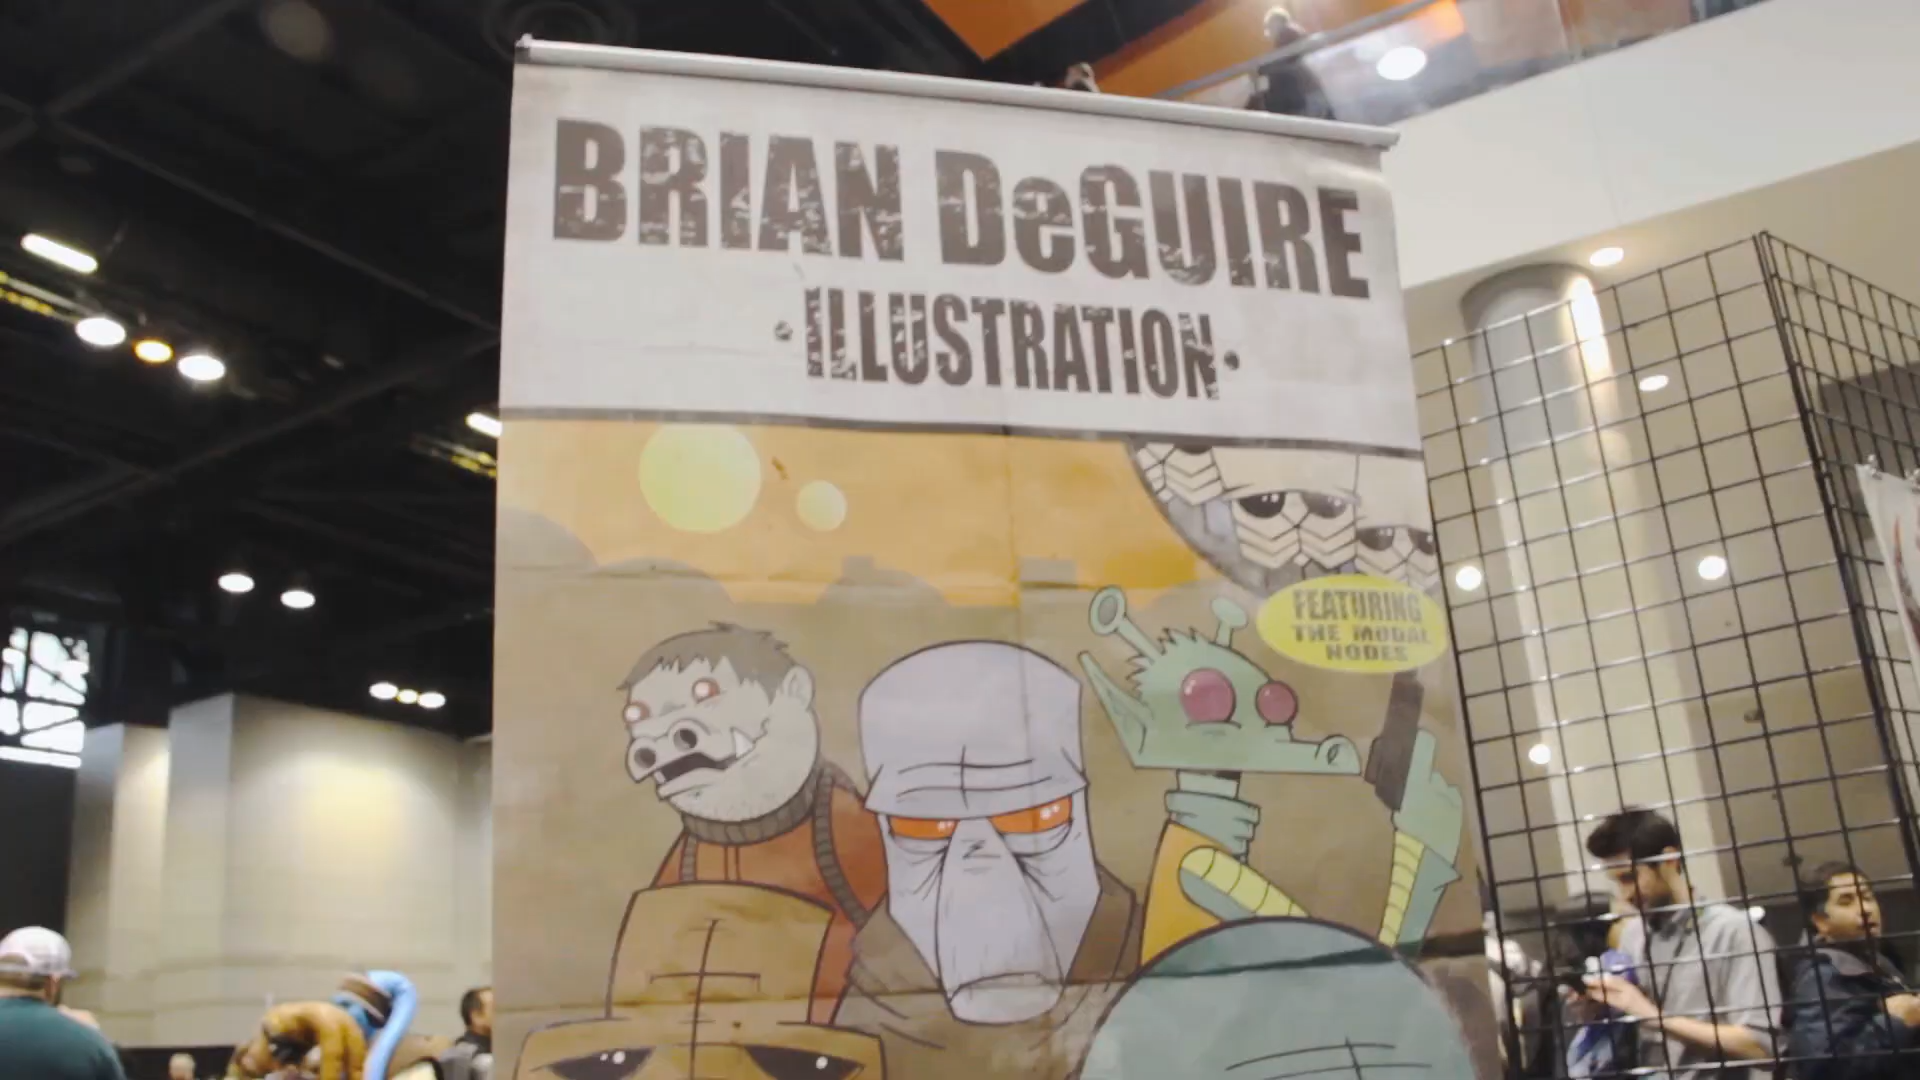 BRIAN DeGUIRE
·ILLUSTRATION·
FEATURING
THE MODAL
NODES